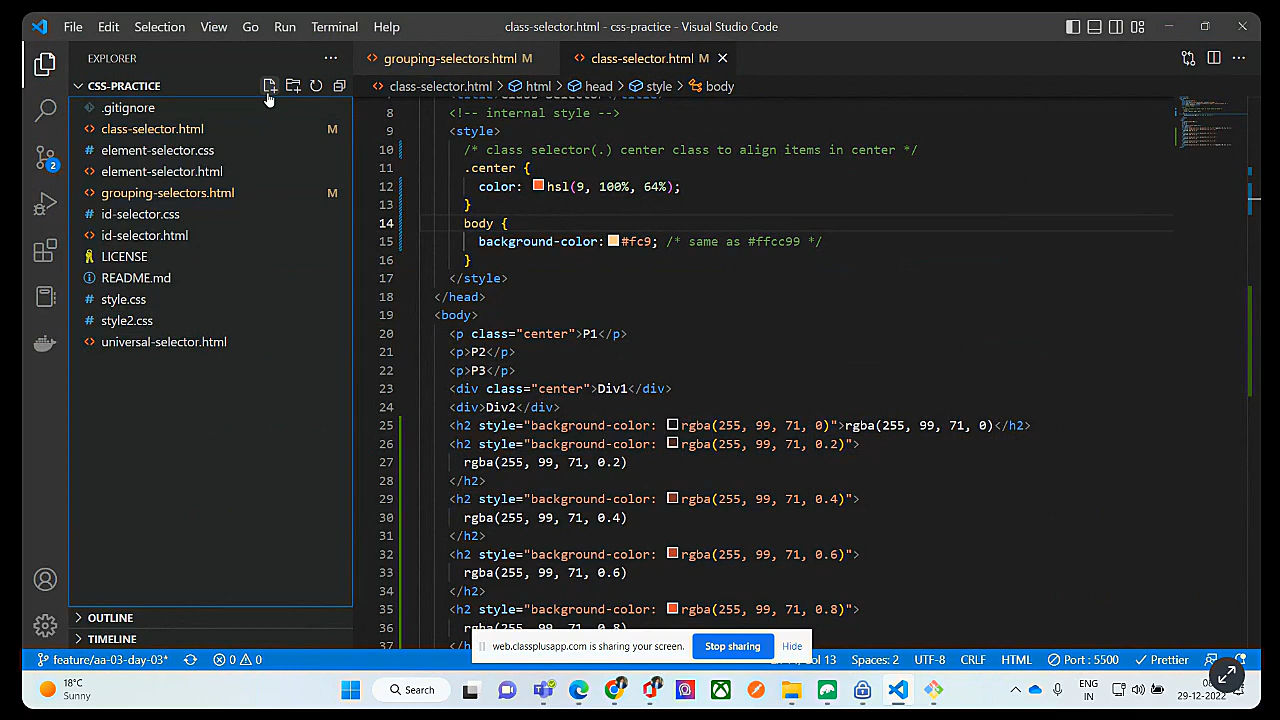 File Edit Selection View Go Run Terminal Help
class-selector.html - css-practice - Visual Studio Code
EXPLORER
CSS-PRACTICE
.gitignore
class-selector.html M
element-selector.css
element-selector.html
grouping-selectors.html M
id-selector.css
id-selector.html
LICENSE
README.md
style.css
style2.css
universal-selector.html
OUTLINE
TIMELINE
2
grouping-selectors.html M
class-selector.html M
class-selector.html > html > head > style > body
8 <!-- internal style -->
9 <style>
10 /* class selector(.) center class to align items in center */
11 .center {
12 color: hsl(9, 100%, 64%);
13 }
14 body {
15 background-color: #fc9; /* same as #ffcc99 */
16 }
17 </style>
18 </head>
19 <body>
20 <p class="center">P1</p>
21 <p>P2</p>
22 <p>P3</p>
23 <div class="center">Div1</div>
24 <div>Div2</div>
25 <h2 style="background-color: rgba(255, 99, 71, 0)">rgba(255, 99, 71, 0)</h2>
26 <h2 style="background-color: rgba(255, 99, 71, 0.2)">
27 rgba(255, 99, 71, 0.2)
28 </h2>
29 <h2 style="background-color: rgba(255, 99, 71, 0.4)">
30 rgba(255, 99, 71, 0.4)
31 </h2>
32 <h2 style="background-color: rgba(255, 99, 71, 0.6)">
33 rgba(255, 99, 71, 0.6)
34 </h2>
35 <h2 style="background-color: rgba(255, 99, 71, 0.8)">
36 rgba(255, 99, 71, 0.8)
37
web.classplusapp.com is sharing your screen. Stop sharing Hide
feature/aa-03-day-03* 0 0
Spaces: 2 UTF-8 CRLF HTML Port : 5500 Prettier
18°C
Sunny
Search
ENG
IN
29-12-2022